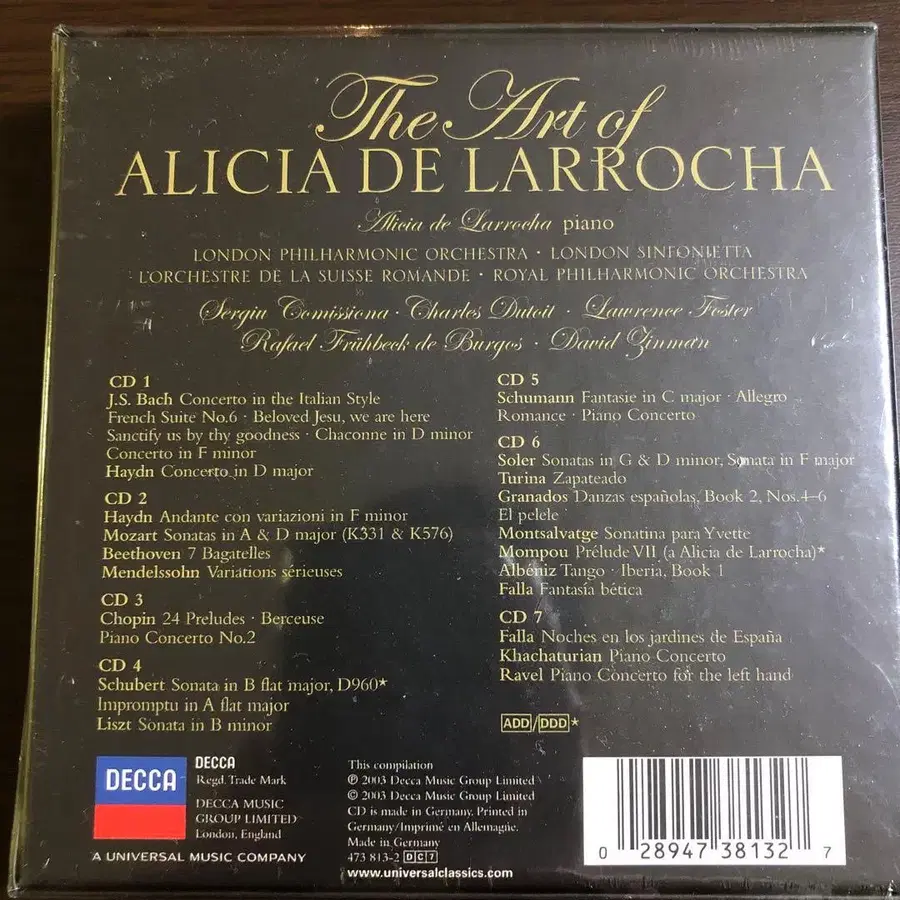 The Art of
ALICIA DE LARROCHA
Alicia de Larrocha piano
LONDON PHILHARMONIC ORCHESTRA · LONDON SINFONIETTA
L'ORCHESTRE DE LA SUISSE ROMANDE · ROYAL PHILHARMONIC ORCHESTRA
Sergiu Comissiona · Charles Dutoit · Lawrence Foster
Rafael Frühbeck de Burgos · David Zinman
CD 1
J.S. Bach Concerto in the Italian Style
French Suite No.6 · Beloved Jesu, we are here
Sanctify us by thy goodness · Chaconne in D minor
Concerto in F minor
Haydn Concerto in D major
CD 2
Haydn Andante con variazioni in F minor
Mozart Sonatas in A & D major (K331 & K576)
Beethoven 7 Bagatelles
Mendelssohn Variations sérieuses
CD 3
Chopin 24 Preludes · Berceuse
Piano Concerto No.2
CD 4
Schubert Sonata in B flat major, D960*
Impromptu in A flat major
Liszt Sonata in B minor
CD 5
Schumann Fantasie in C major · Allegro
Romance · Piano Concerto
CD 6
Soler Sonatas in G & D minor, Sonata in F major
Turina Zapateado
Granados Danzas españolas, Book 2, Nos.4–6
El pelele
Montsalvatge Sonatina para Yvette
Mompou Prélude VII (a Alicia de Larrocha)*
Albéniz Tango · Iberia, Book 1
Falla Fantasía bética
CD 7
Falla Noches en los jardines de España
Khachaturian Piano Concerto
Ravel Piano Concerto for the left hand
ADD/DDD*
DECCA
DECCA
Regd. Trade Mark
DECCA MUSIC
GROUP LIMITED
London, England
A UNIVERSAL MUSIC COMPANY
This compilation
℗ 2003 Decca Music Group Limited
© 2003 Decca Music Group Limited
CD is made in Germany. Printed in
Germany/Imprimé en Allemagne.
Made in Germany
473 813-2 DC7
www.universalclassics.com
0 28947 38132 7